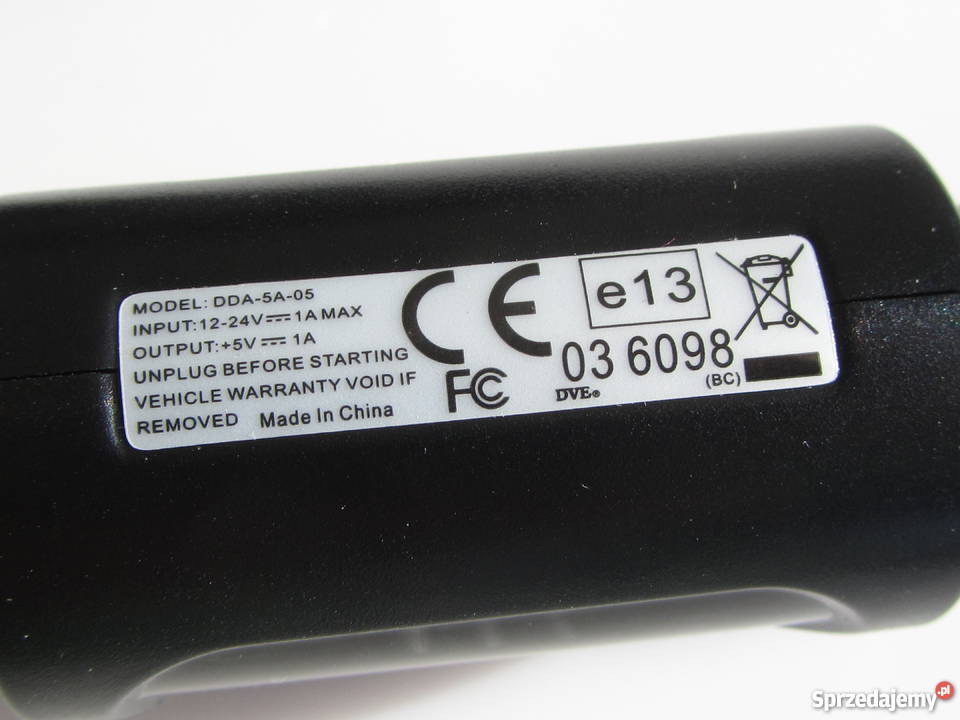 MODEL: DDA-5A-05
INPUT:12-24V⎓1A MAX
OUTPUT:+5V⎓1A
UNPLUG BEFORE STARTING
VEHICLE WARRANTY VOID IF
REMOVED Made In China
CE
FC
e13
03 6098
DVE®
(BC)
Sprzedajemy.pl